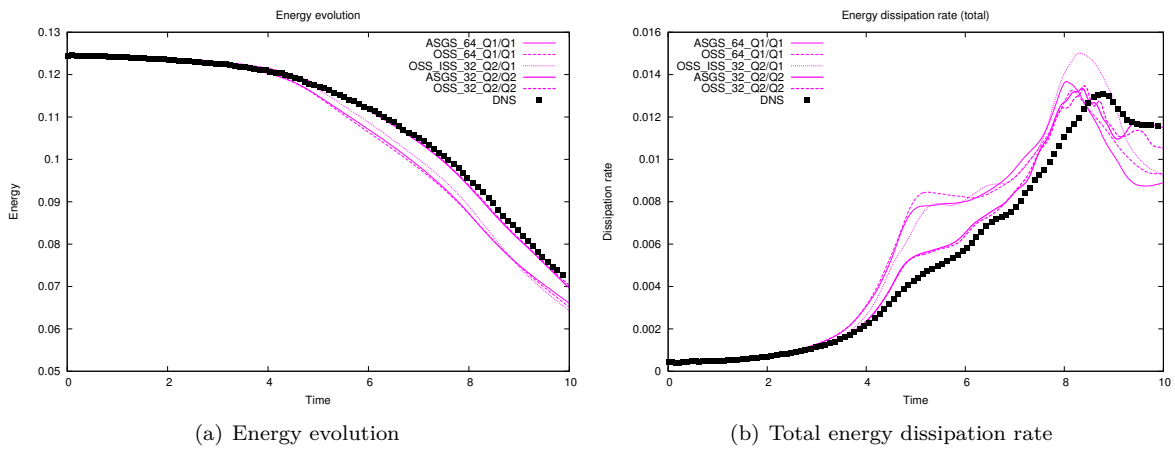 Energy evolution
0.13
0.12
0.11
0.1
0.09
0.08
0.07
0.06
0.05
0
2
4
6
8
10
Energy
Time
ASGS_64_Q1/Q1
OSS_64_Q1/Q1
OSS_ISS_32_Q2/Q1
ASGS_32_Q2/Q2
OSS_32_Q2/Q2
DNS
(a) Energy evolution
Energy dissipation rate (total)
0.016
0.014
0.012
0.01
0.008
0.006
0.004
0.002
0
0
2
4
6
8
10
Dissipation rate
Time
ASGS_64_Q1/Q1
OSS_64_Q1/Q1
OSS_ISS_32_Q2/Q1
ASGS_32_Q2/Q2
OSS_32_Q2/Q2
DNS
(b) Total energy dissipation rate